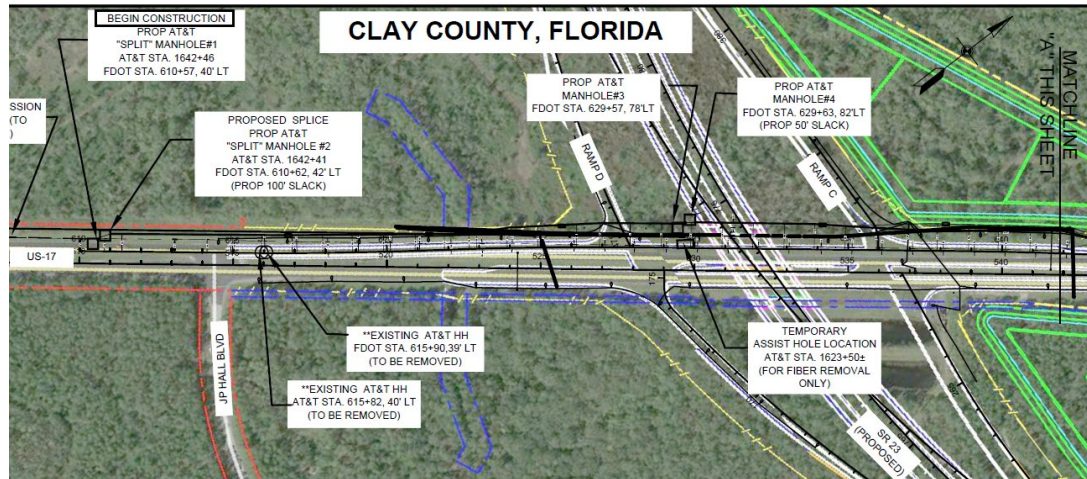 BEGIN CONSTRUCTION
PROP AT&T
"SPLIT" MANHOLE#1
AT&T STA. 1642+46
FDOT STA. 610+57, 40' LT
CLAY COUNTY, FLORIDA
MATCHLINE
"A" THIS SHEET
SSION
(TO
)
PROPOSED SPLICE
PROP AT&T
"SPLIT" MANHOLE #2
AT&T STA. 1642+41
FDOT STA. 610+62, 42' LT
(PROP 100' SLACK)
PROP AT&T
MANHOLE#3
FDOT STA. 629+57, 78'LT
PROP AT&T
MANHOLE#4
FDOT STA. 629+63, 82'LT
(PROP 50' SLACK)
RAMP D
RAMP C
US-17
520
525
535
540
175
JP HALL BLVD
**EXISTING AT&T HH
FDOT STA. 615+90,39' LT
(TO BE REMOVED)
**EXISTING AT&T HH
AT&T STA. 615+82, 40' LT
(TO BE REMOVED)
TEMPORARY
ASSIST HOLE LOCATION
AT&T STA. 1623+50±
(FOR FIBER REMOVAL
ONLY)
SR 23
(PROPOSED)